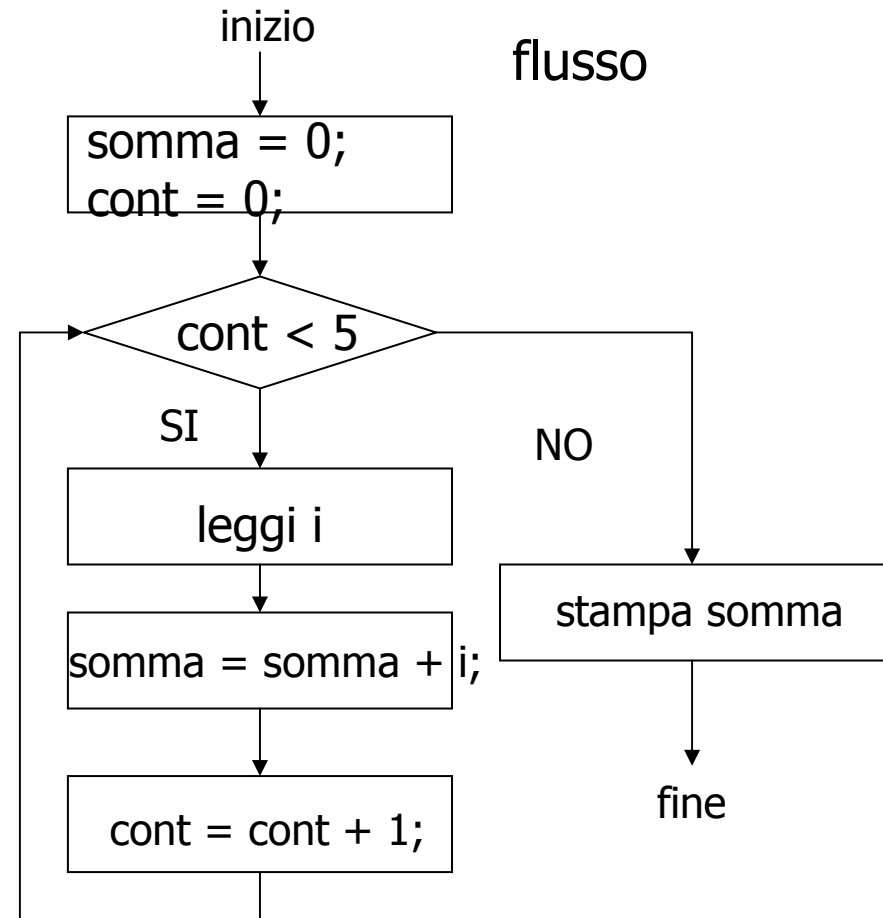 inizio
flusso
somma = 0;
cont = 0;
cont < 5
SI
NO
leggi i
stampa somma
somma = somma + i;
fine
cont = cont + 1;